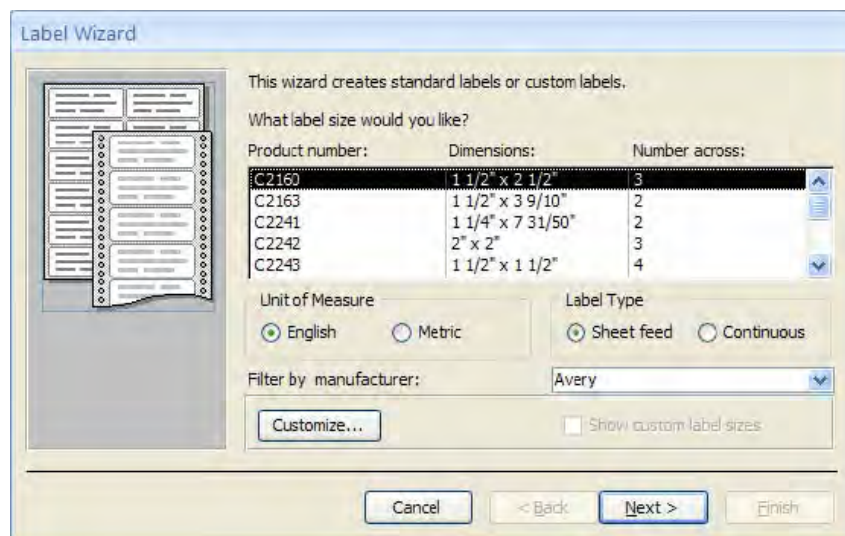 Label Wizard
This wizard creates standard labels or custom labels.
What label size would you like?
Product number: Dimensions: Number across:
C2160 1 1/2" x 2 1/2" 3
C2163 1 1/2" x 3 9/10" 2
C2241 1 1/4" x 7 31/50" 2
C2242 2" x 2" 3
C2243 1 1/2" x 1 1/2" 4
Unit of Measure Label Type
English Metric Sheet feed Continuous
Filter by manufacturer: Avery
Customize... Show custom label sizes
Cancel < Back Next > Finish